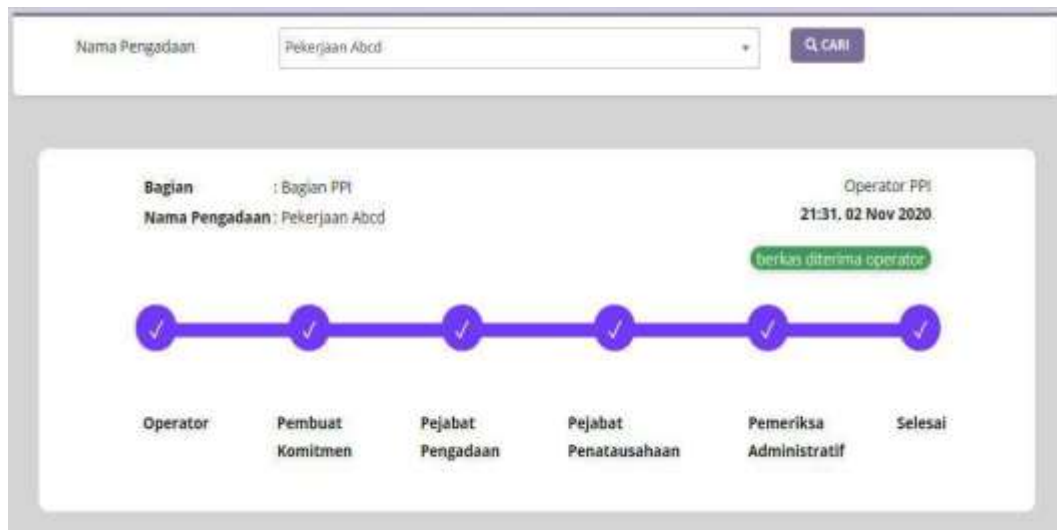 Nama Pengadaan Pekerjaan Abcd CARI
Bagian : Bagian PPI Operator PPI
Nama Pengadaan : Pekerjaan Abcd 21:31, 02 Nov 2020
berkas diterima operator
Operator Pembuat Pejabat Pejabat Pemeriksa Selesai
Komitmen Pengadaan Penatausahaan Administratif